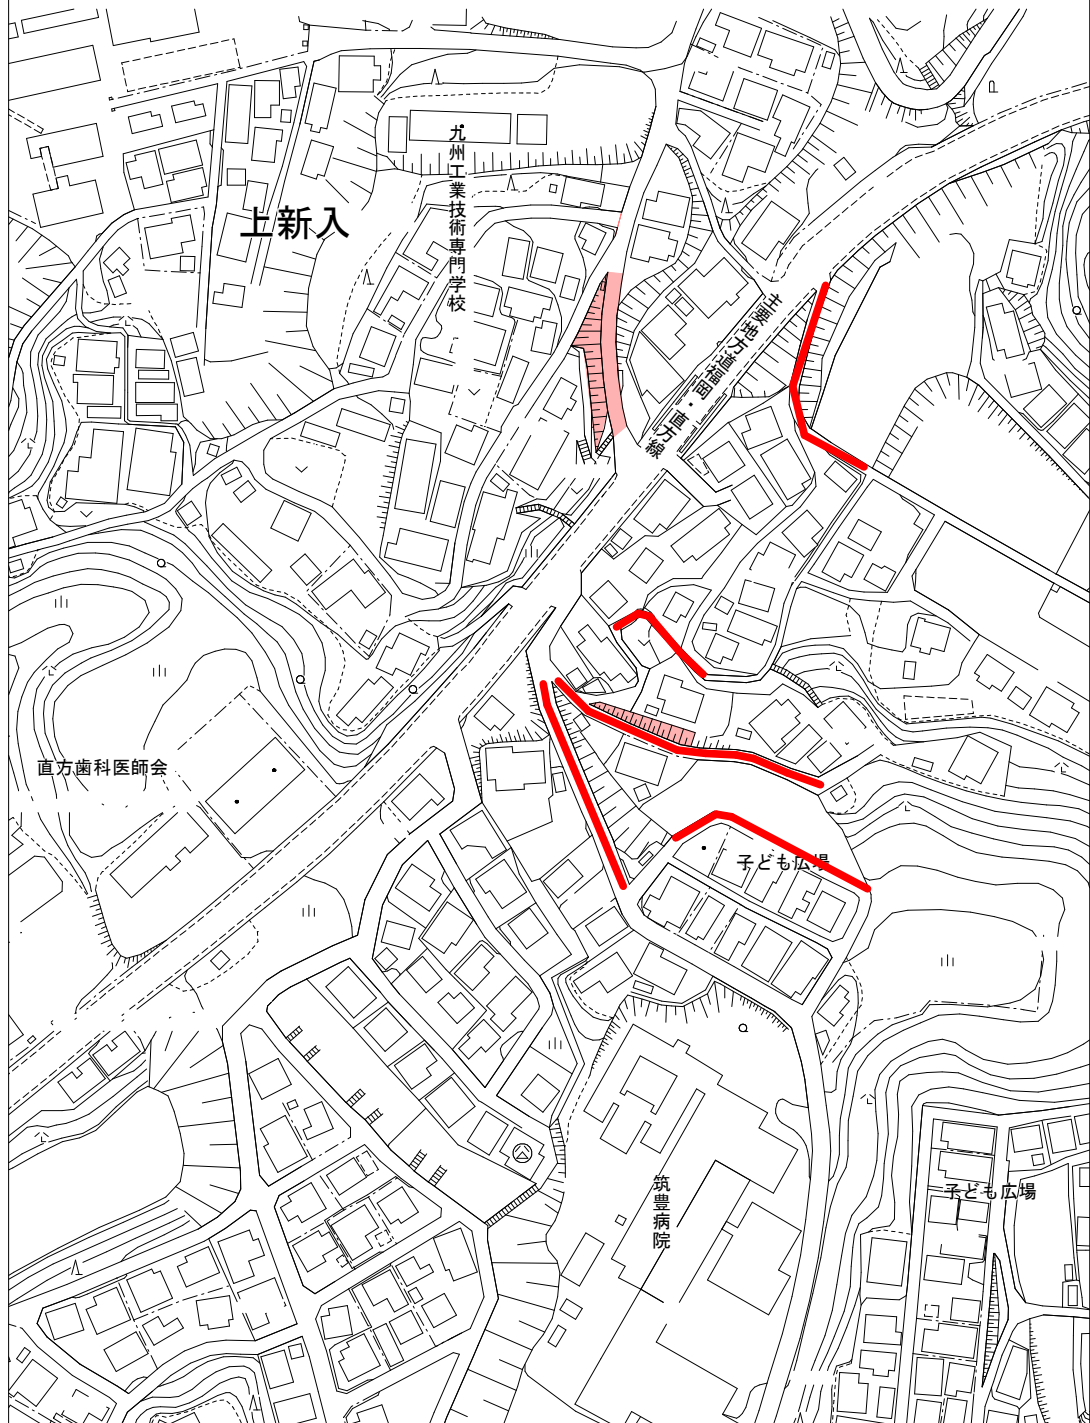 九州工業技術専門学校
上新入
主要地方道福岡・直方線
直方歯科医師会
子ども広場
筑豊病院
子ども広場